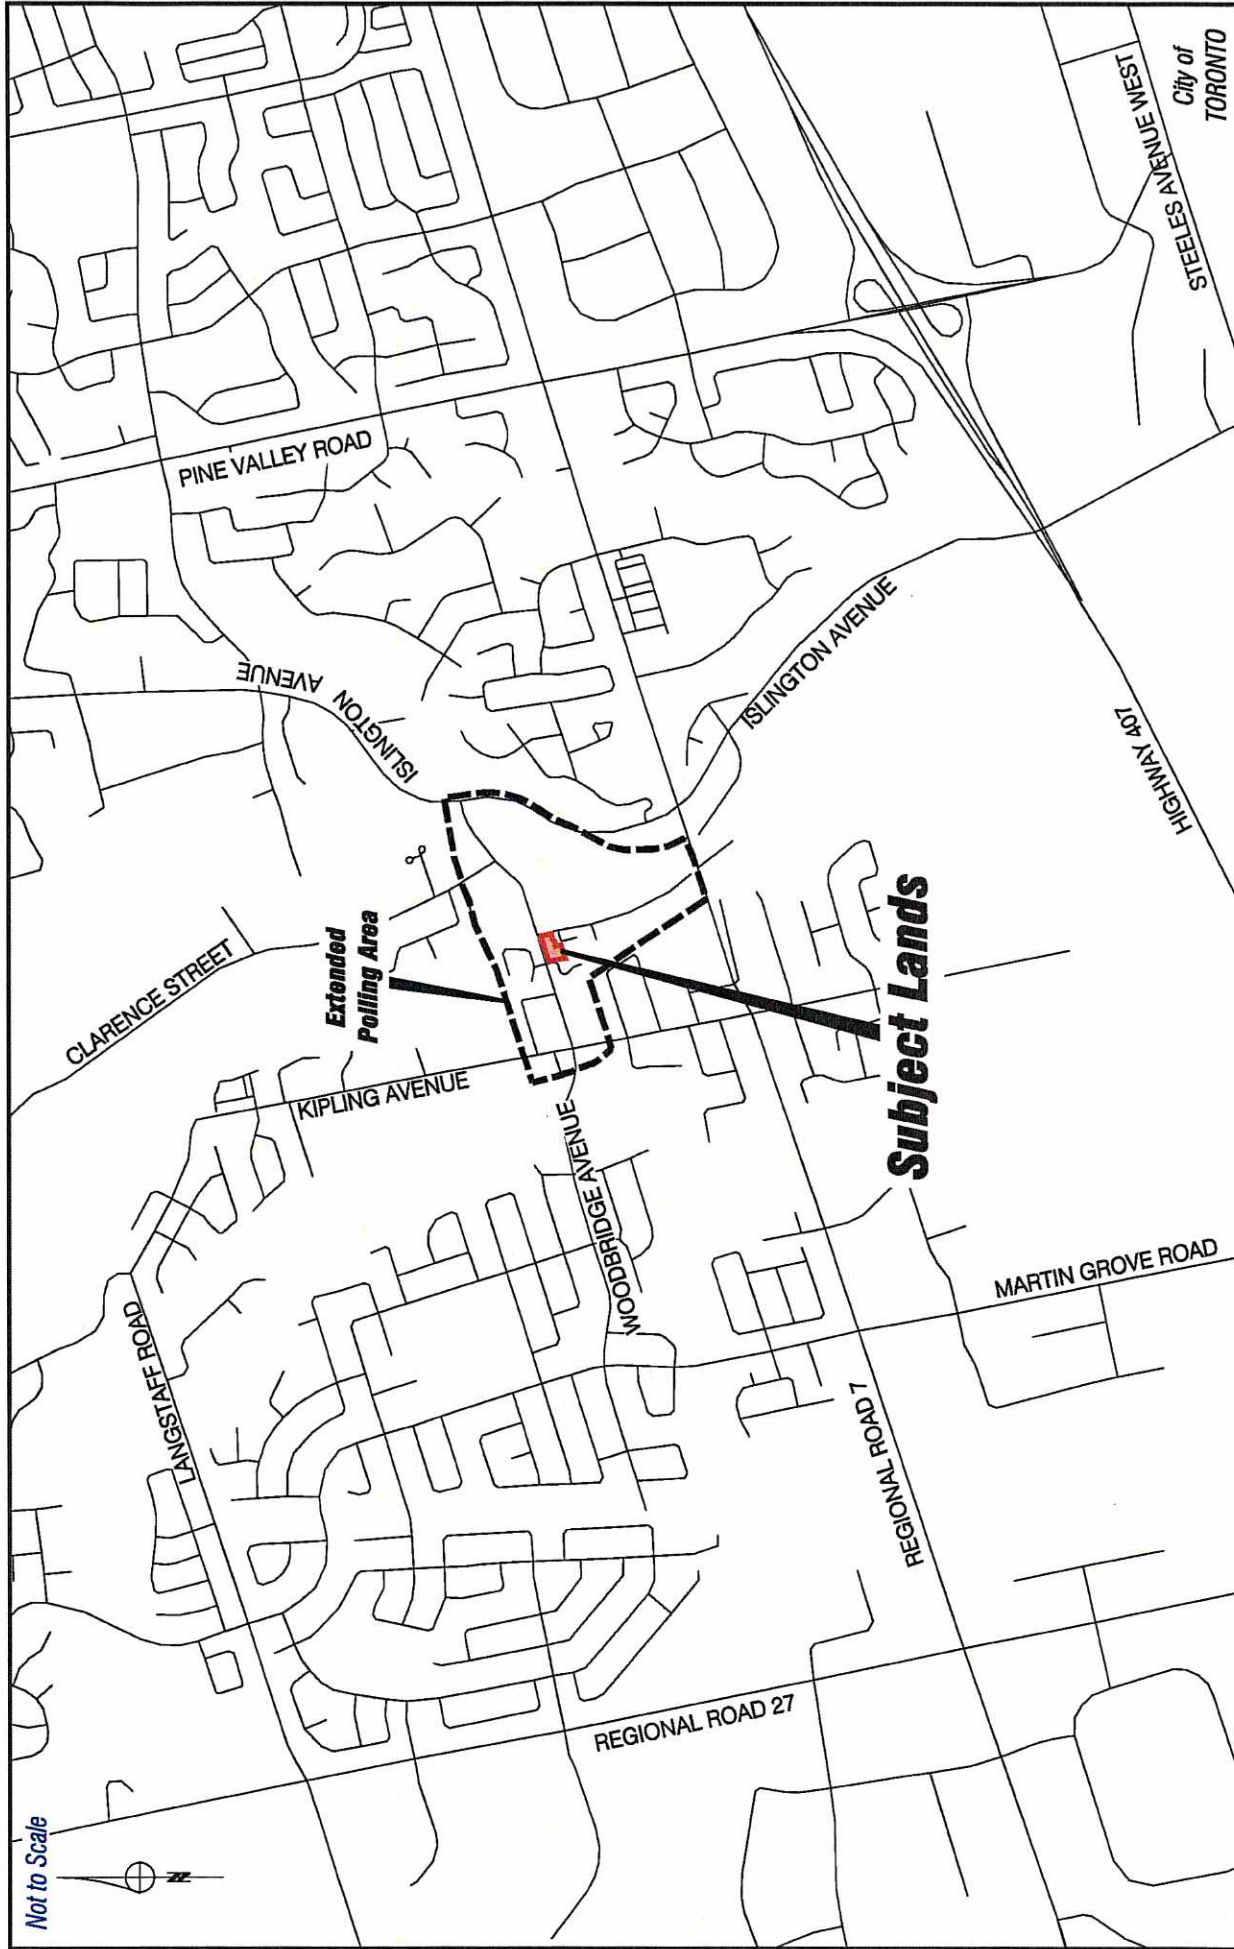 Not to Scale
N
City of
TORONTO
STEELES AVENUE WEST
PINE VALLEY ROAD
ISLINGTON
AVENUE
ISLINGTON AVENUE
HIGHWAY 407
CLARENCE STREET
Extended
Polling Area
KIPLING AVENUE
WOODBRIDGE AVENUE
Subject Lands
LANGSTAFF ROAD
MARTIN GROVE ROAD
REGIONAL ROAD 7
REGIONAL ROAD 27